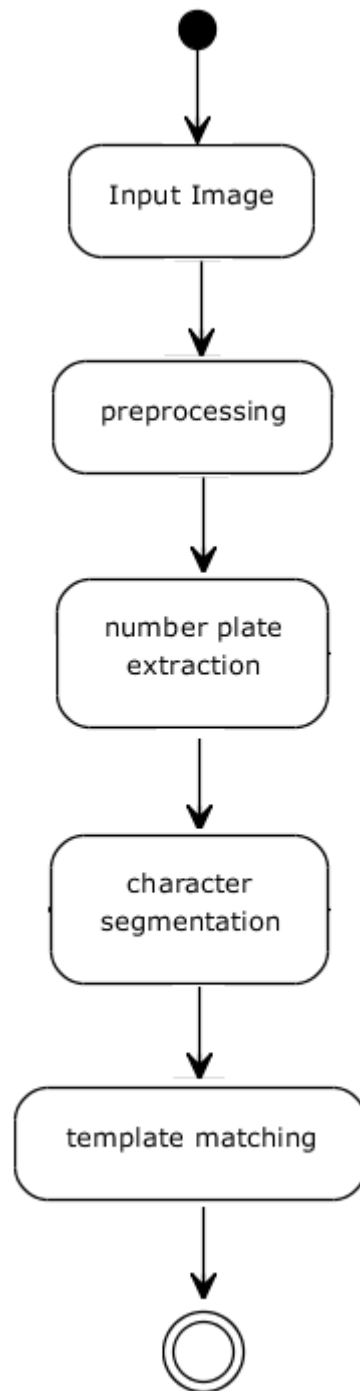 Input Image
preprocessing
number plate
extraction
character
segmentation
template matching